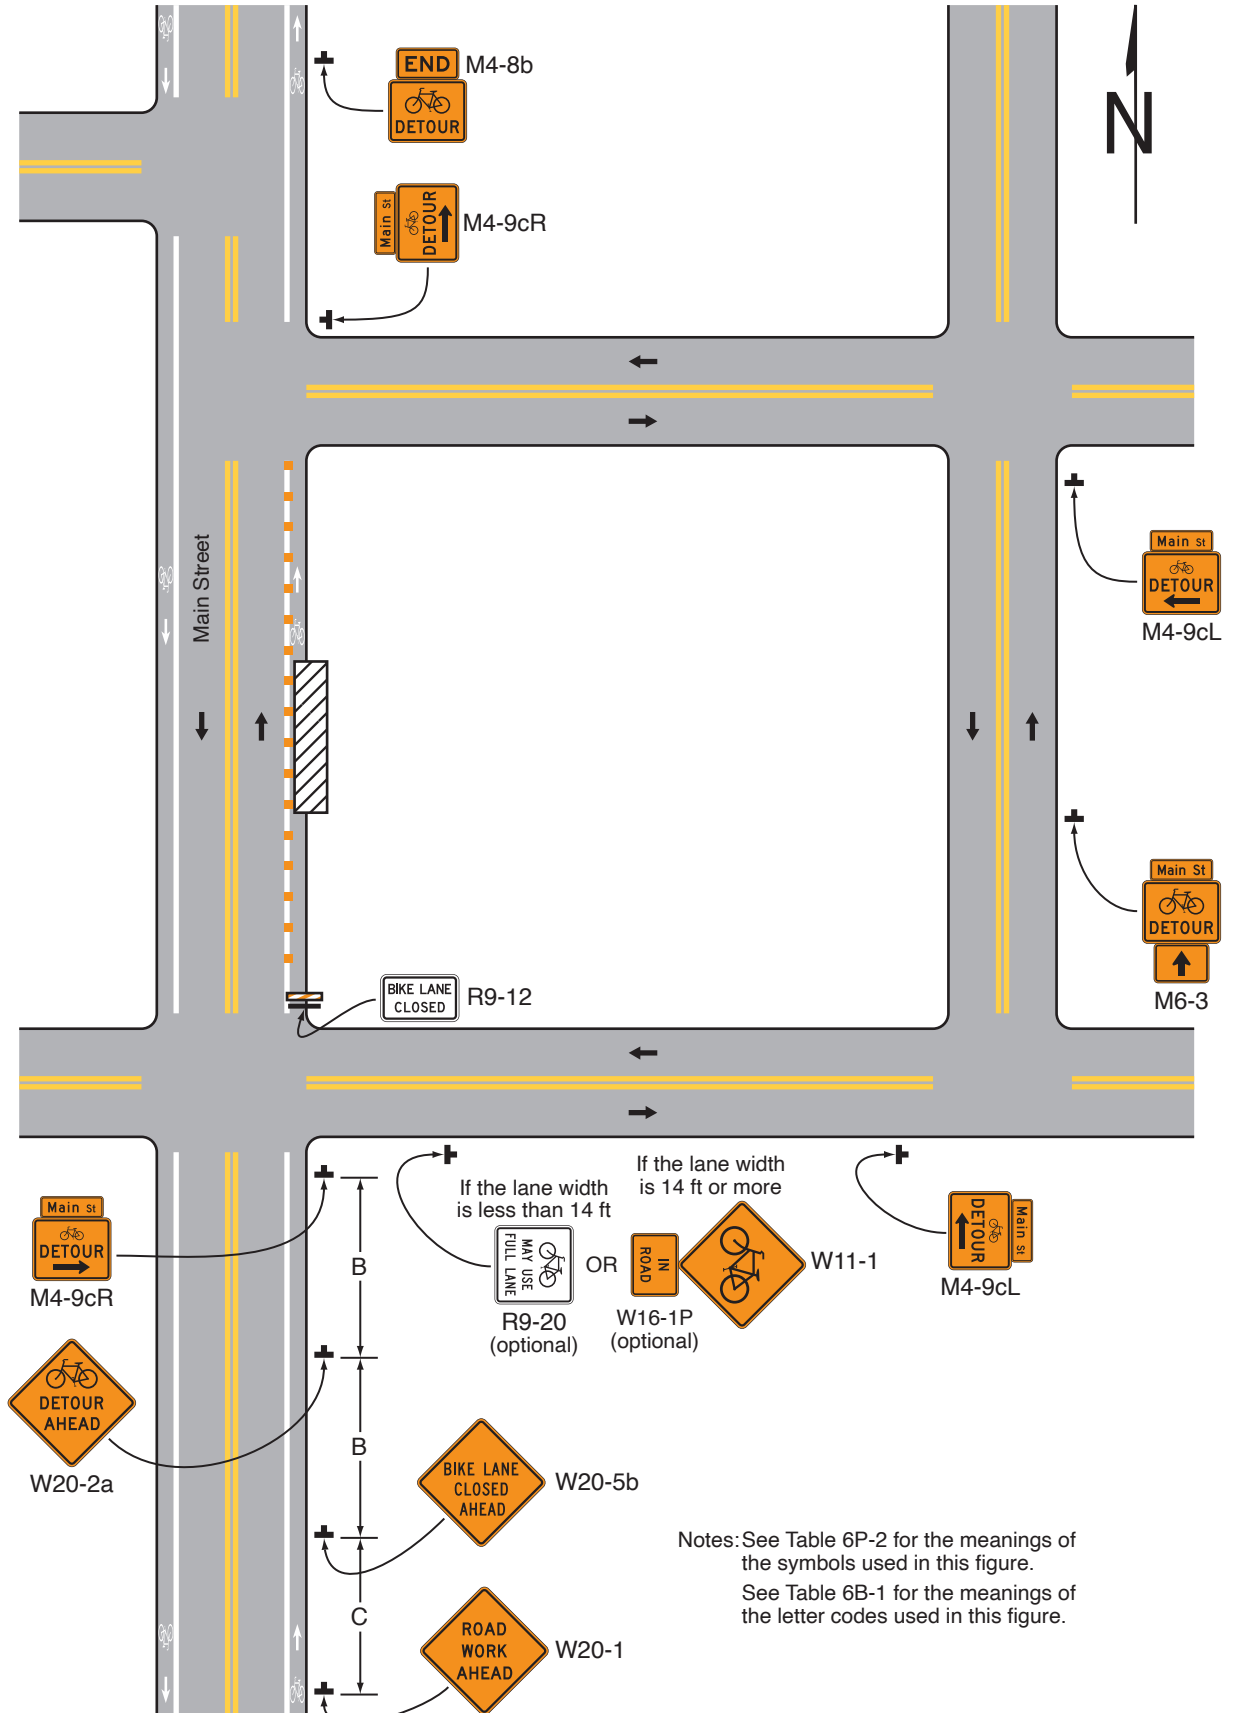 END
DETOUR
M4-8b
N
Main St
DETOUR
M4-9cR
Main Street
Main St
DETOUR
M4-9cL
Main St
DETOUR
M6-3
BIKE LANE
CLOSED
R9-12
Main St
DETOUR
M4-9cR
B
If the lane width
is less than 14 ft
MAY USE
FULL LANE
R9-20
(optional)
OR
If the lane width
is 14 ft or more
IN
ROAD
W16-1P
(optional)
W11-1
Main St
DETOUR
M4-9cL
DETOUR
AHEAD
W20-2a
B
BIKE LANE
CLOSED
AHEAD
W20-5b
C
ROAD
WORK
AHEAD
W20-1
Notes: See Table 6P-2 for the meanings of
the symbols used in this figure.
See Table 6B-1 for the meanings of
the letter codes used in this figure.